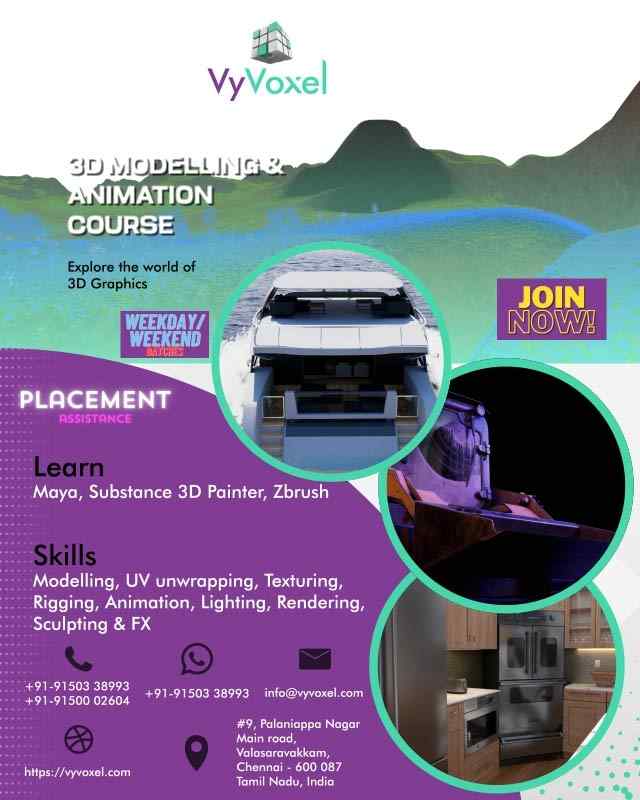 VyVoxel
3D MODELLING &
ANIMATION
COURSE
Explore the world of
3D Graphics
WEEKDAY/
WEEKEND
BATCHES
JOIN
NOW!
PLACEMENT
ASSISTANCE
Learn
Maya, Substance 3D Painter, Zbrush
Skills
Modelling, UV unwrapping, Texturing,
Rigging, Animation, Lighting, Rendering,
Sculpting & FX
+91-91503 38993
+91-91500 02604
+91-91503 38993
info@vyvoxel.com
https://vyvoxel.com
#9, Palaniappa Nagar
Main road,
Valasaravakkam,
Chennai - 600 087
Tamil Nadu, India